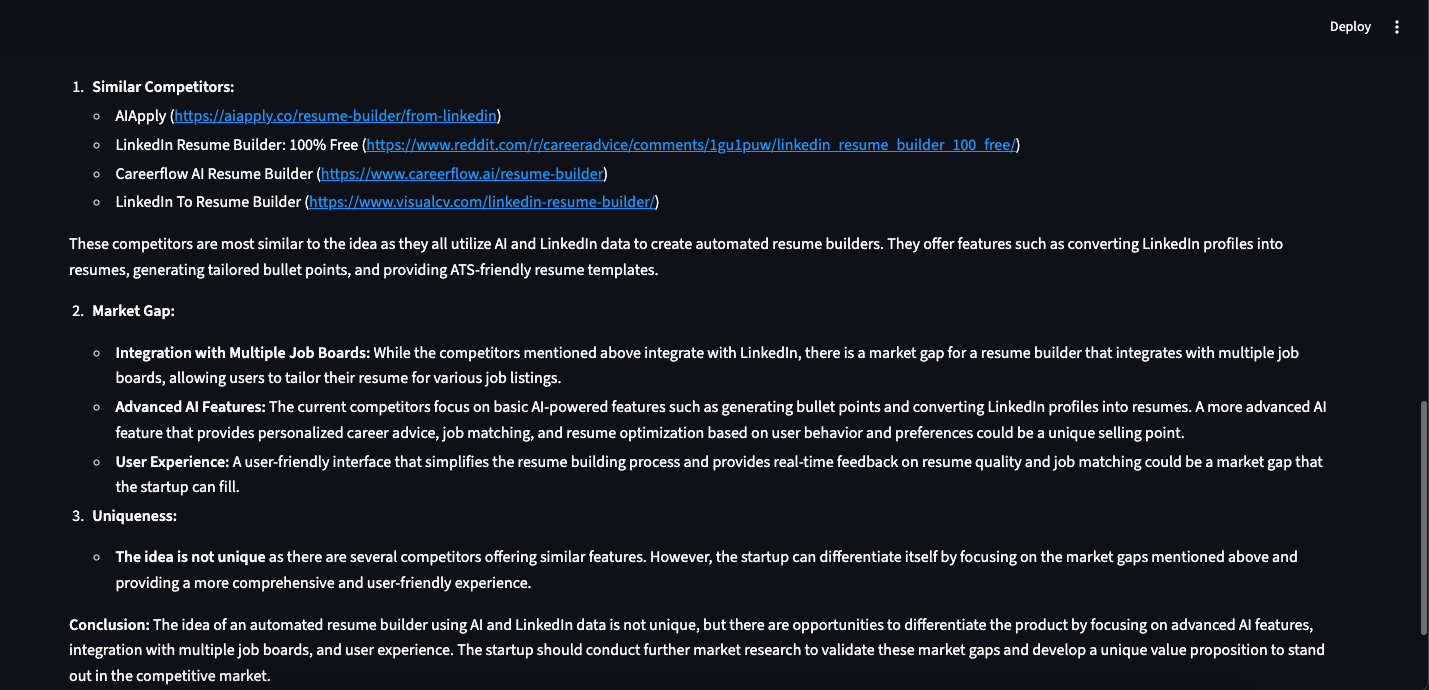 Deploy
1. Similar Competitors:
AIApply (https://aiapply.co/resume-builder/from-linkedin)
LinkedIn Resume Builder: 100% Free (https://www.reddit.com/r/careeradvice/comments/1gu1puw/linkedin_resume_builder_100_free/)
Careerflow AI Resume Builder (https://www.careerflow.ai/resume-builder)
LinkedIn To Resume Builder (https://www.visualcv.com/linkedin-resume-builder/)
These competitors are most similar to the idea as they all utilize AI and LinkedIn data to create automated resume builders. They offer features such as converting LinkedIn profiles into
resumes, generating tailored bullet points, and providing ATS-friendly resume templates.
2. Market Gap:
Integration with Multiple Job Boards: While the competitors mentioned above integrate with LinkedIn, there is a market gap for a resume builder that integrates with multiple job
boards, allowing users to tailor their resume for various job listings.
Advanced AI Features: The current competitors focus on basic AI-powered features such as generating bullet points and converting LinkedIn profiles into resumes. A more advanced AI
feature that provides personalized career advice, job matching, and resume optimization based on user behavior and preferences could be a unique selling point.
User Experience: A user-friendly interface that simplifies the resume building process and provides real-time feedback on resume quality and job matching could be a market gap that
the startup can fill.
3. Uniqueness:
The idea is not unique as there are several competitors offering similar features. However, the startup can differentiate itself by focusing on the market gaps mentioned above and
providing a more comprehensive and user-friendly experience.
Conclusion: The idea of an automated resume builder using AI and LinkedIn data is not unique, but there are opportunities to differentiate the product by focusing on advanced AI features,
integration with multiple job boards, and user experience. The startup should conduct further market research to validate these market gaps and develop a unique value proposition to stand
out in the competitive market.